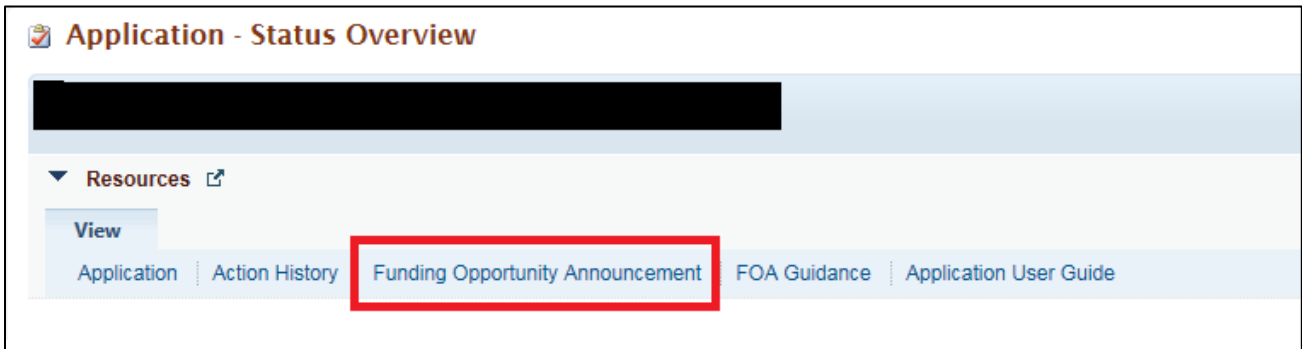 Application - Status Overview
Resources
View
Application Action History Funding Opportunity Announcement FOA Guidance Application User Guide